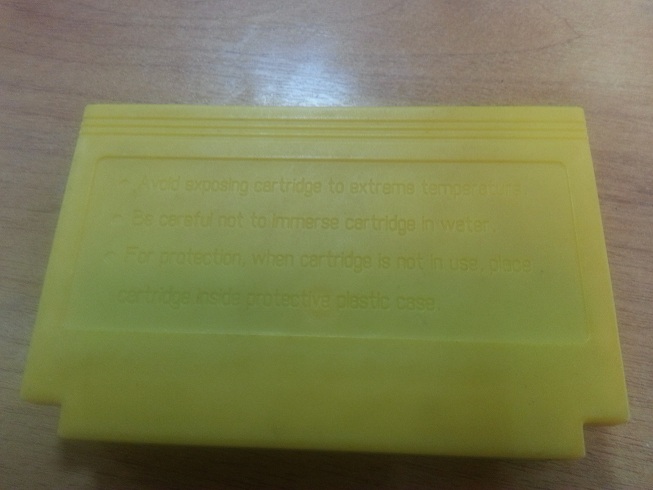 Avoid exposing cartridge to extreme temperature.
Be careful not to immerse cartridge in water.
For protection, when cartridge is not in use, place
cartridge inside protective plastic case.